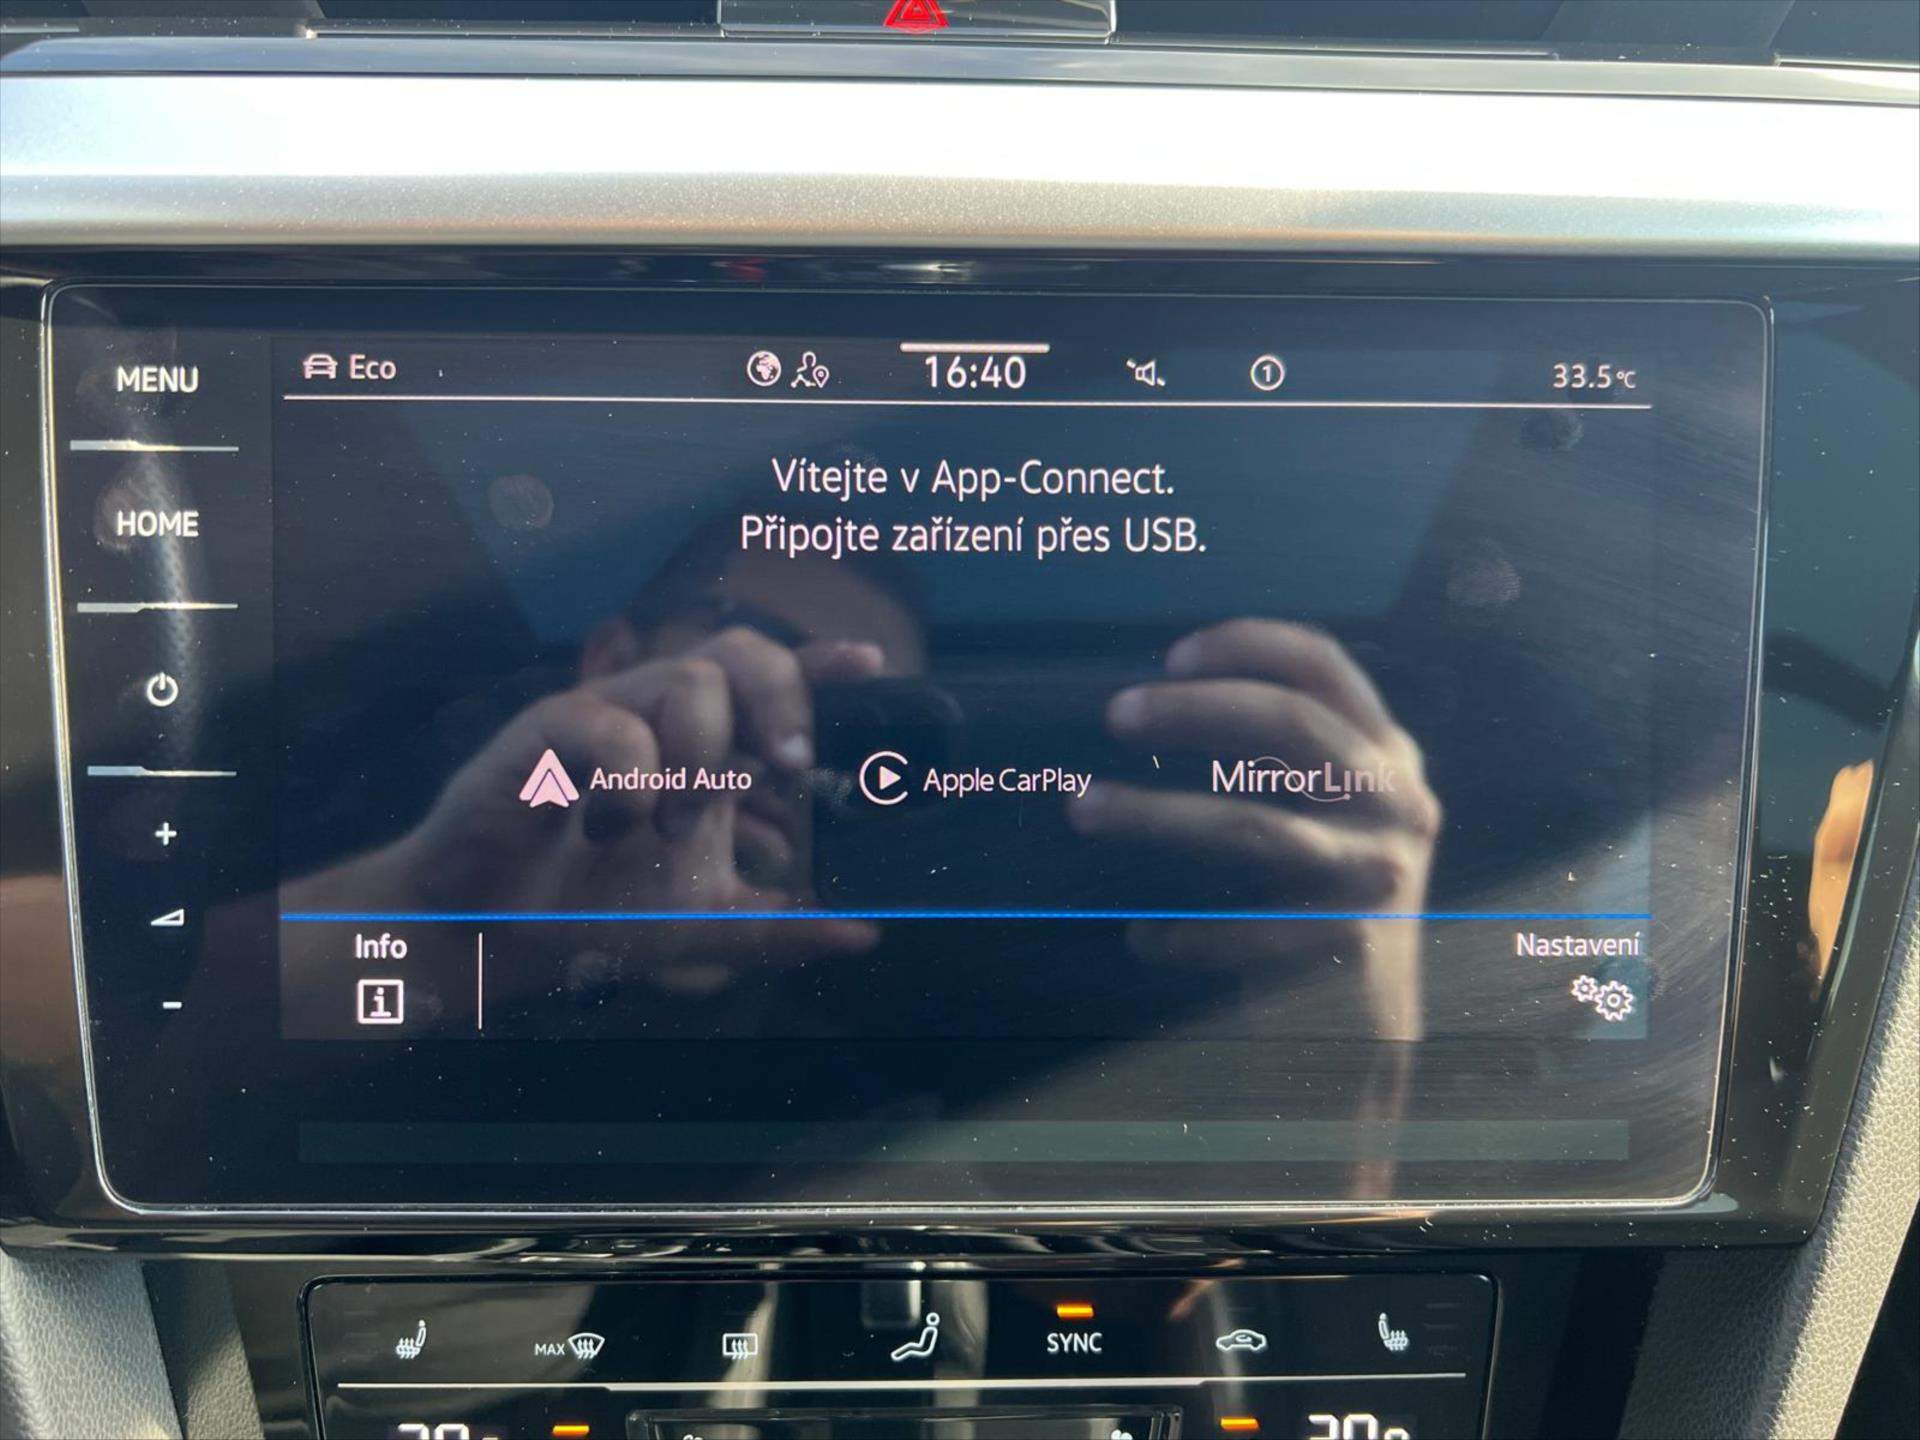 MENU
HOME
Eco
16:40
1
33.5°C
Vítejte v App-Connect.
Připojte zařízení přes USB.
Android Auto
Apple CarPlay
MirrorLink
Info
Nastavení
MAX
SYNC